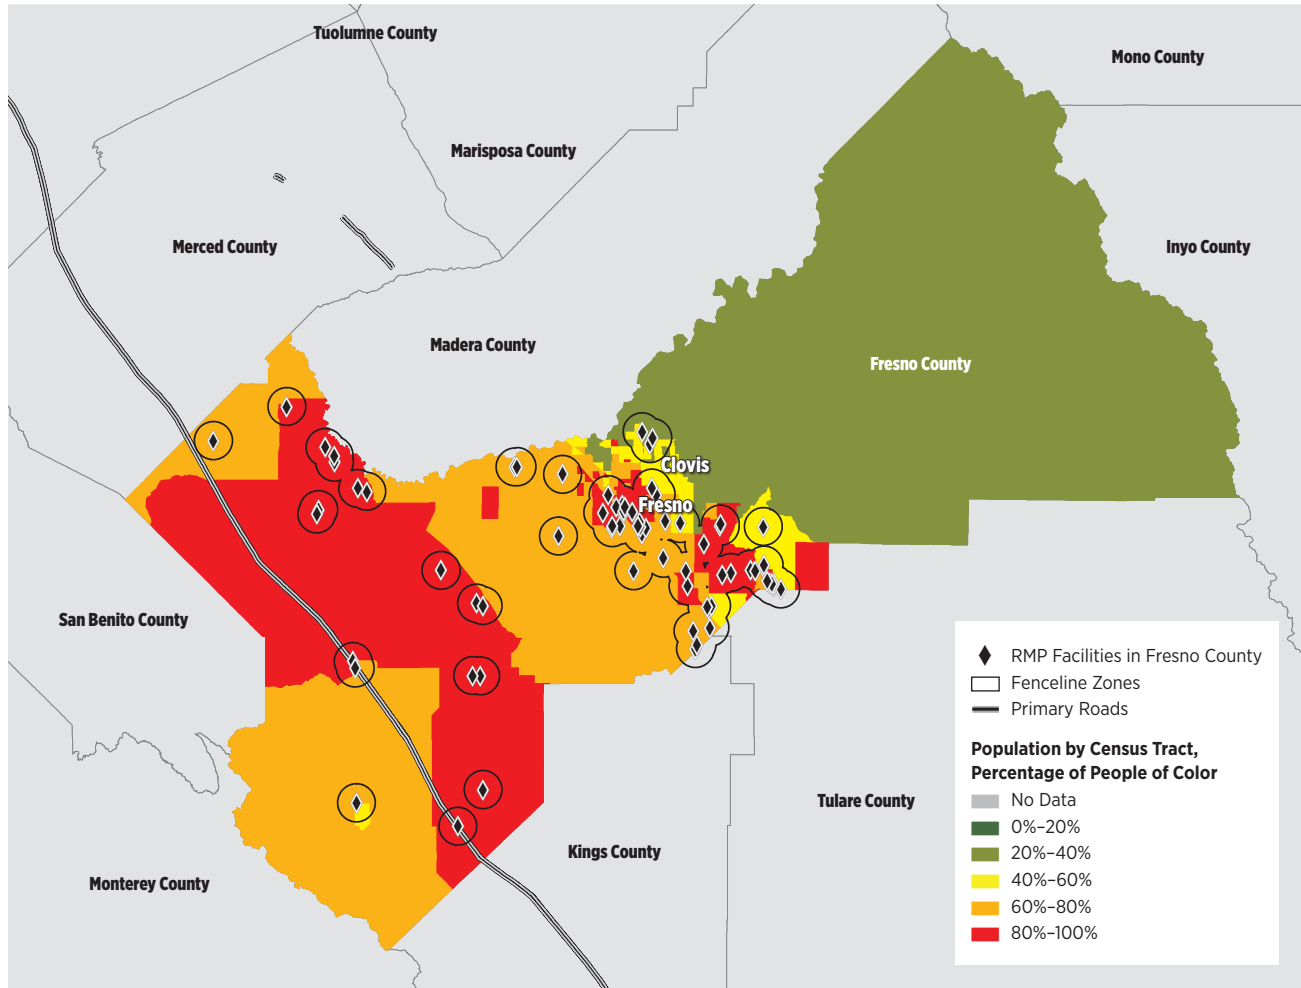 Tuolumne County
Mono County
Marisposa County
Merced County
Inyo County
Madera County
Fresno County
Clovis
Fresno
San Benito County
RMP Facilities in Fresno County
Fenceline Zones
Primary Roads
Population by Census Tract,
Percentage of People of Color
No Data
0%–20%
20%–40%
40%–60%
60%–80%
80%–100%
Tulare County
Kings County
Monterey County